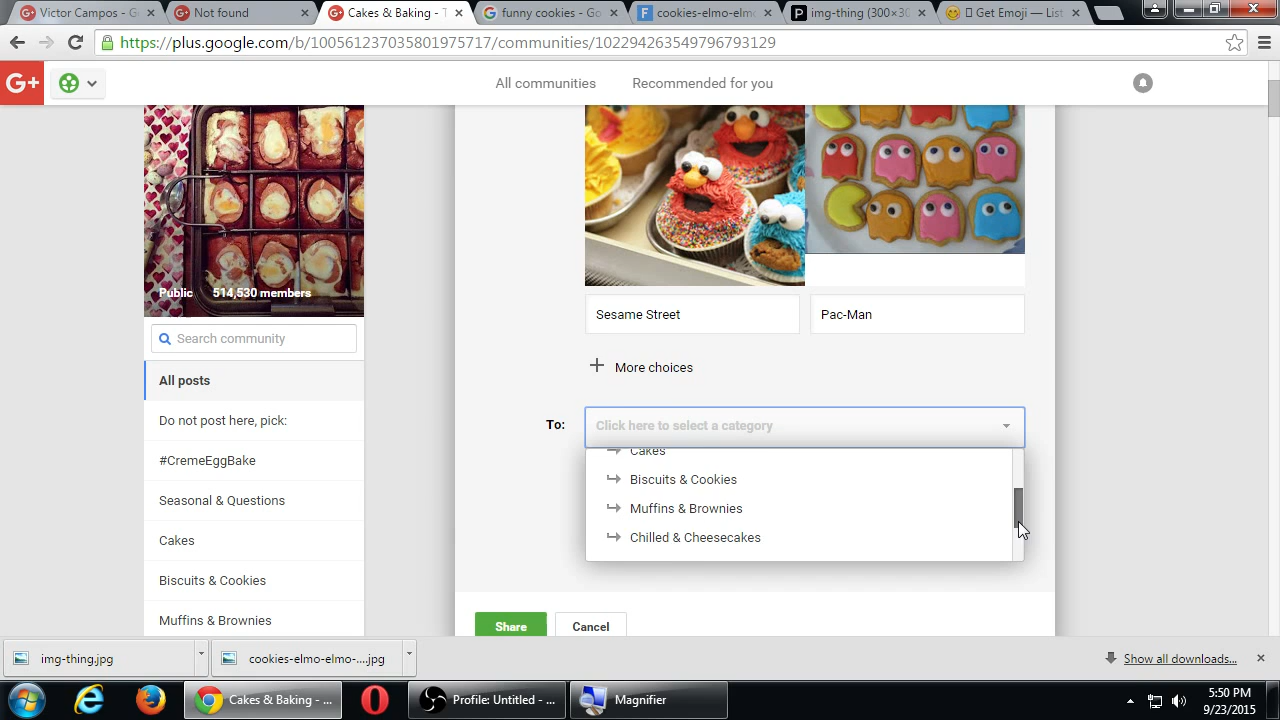 Victor Campos - G
Not found
Cakes & Baking - T
funny cookies - Go
cookies-elmo-elmo-
img-thing (300×30
Get Emoji — List
https://plus.google.com/b/100561237035801975717/communities/102294263549796793129
G+
All communities
Recommended for you
Public
514,530 members
Search community
All posts
Do not post here, pick:
#CremeEggBake
Seasonal & Questions
Cakes
Biscuits & Cookies
Muffins & Brownies
Sesame Street
Pac-Man
More choices
To:
Click here to select a category
Cakes
Biscuits & Cookies
Muffins & Brownies
Chilled & Cheesecakes
Share
Cancel
img-thing.jpg
cookies-elmo-elmo-....jpg
Show all downloads...
Cakes & Baking - ...
Profile: Untitled - ...
Magnifier
5:50 PM
9/23/2015